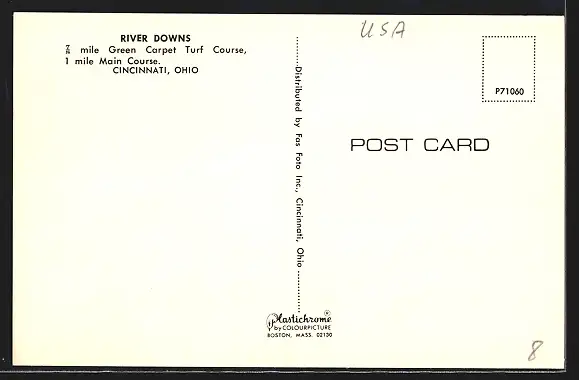 USA
RIVER DOWNS
⅞ mile Green Carpet Turf Course,
1 mile Main Course.
CINCINNATI, OHIO
Distributed by Fas Foto Inc., Cincinnati, Ohio
P71060
POST CARD
Plastichrome®
by COLOURPICTURE
BOSTON, MASS. 02130
8